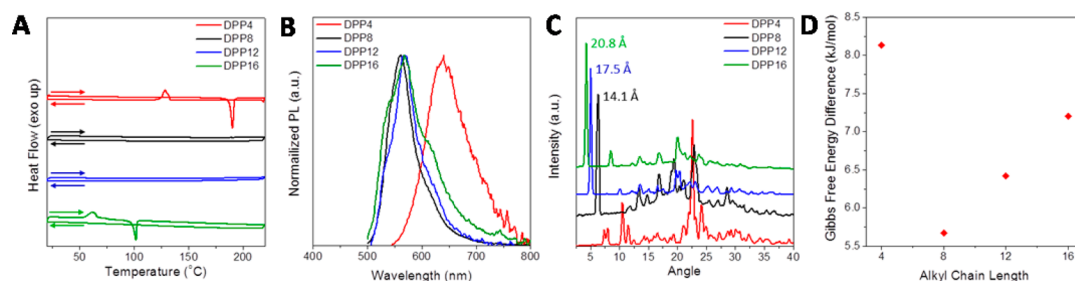 A
DPP4
DPP8
DPP12
DPP16
Heat Flow (exo up)
50 100 150 200
Temperature (°C)
B
DPP4
DPP8
DPP12
DPP16
Normailized PL (a.u.)
400 500 600 700 800
Wavelength (nm)
C
DPP4
DPP8
DPP12
DPP16
20.8 Å
17.5 Å
14.1 Å
Intensity (a.u.)
5 10 15 20 25 30 35 40
Angle
D
8.5
8.0
7.5
7.0
6.5
6.0
5.5
Gibbs Free Energy Difference (kJ/mol)
4 8 12 16
Alkyl Chain Length